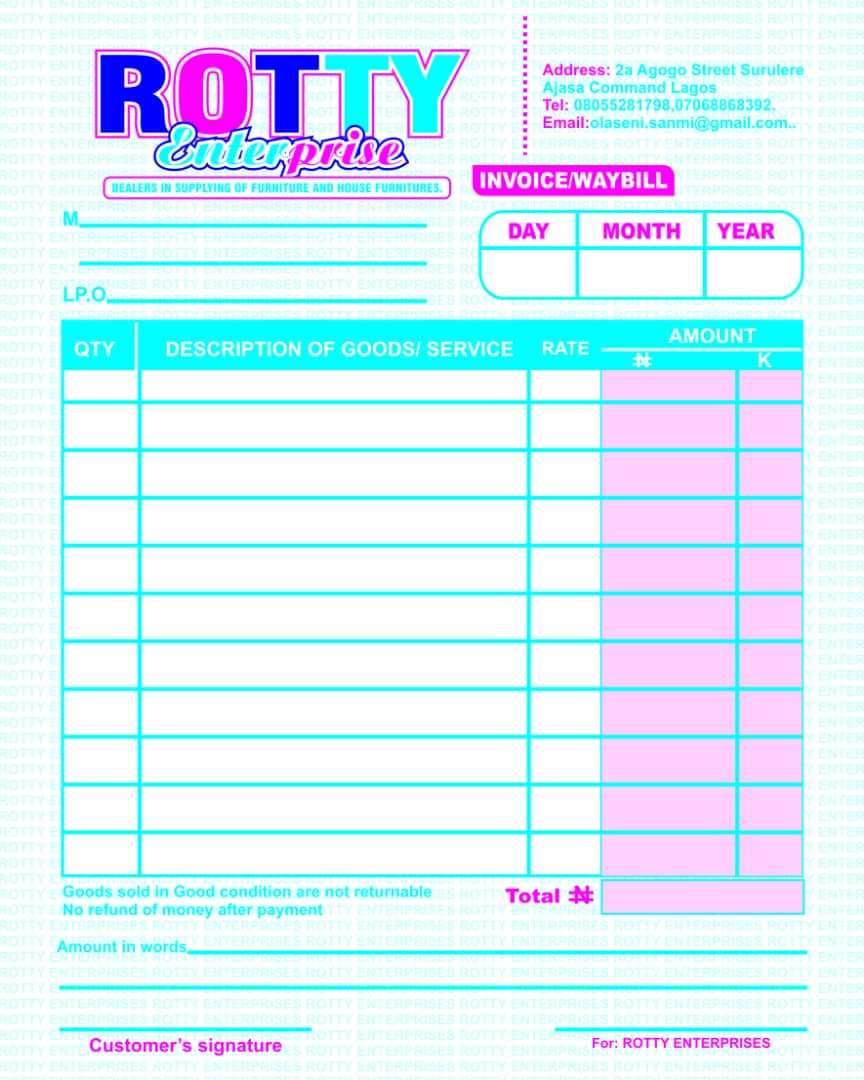 ROTTY
Enterprise
DEALERS IN SUPPLYING OF FURNITURE AND HOUSE FURNITURES.
Address: 2a Agogo Street Surulere
Ajasa Command Lagos
Tel: 08055281798,07068868392.
Email:olaseni.sanmi@gmail.com..
INVOICE/WAYBILL
M
LP.O
DAY MONTH YEAR
QTY DESCRIPTION OF GOODS/ SERVICE RATE AMOUNT
₦ K
Goods sold in Good condition are not returnable
No refund of money after payment
Total ₦
Amount in words
Customer’s signature
For: ROTTY ENTERPRISES